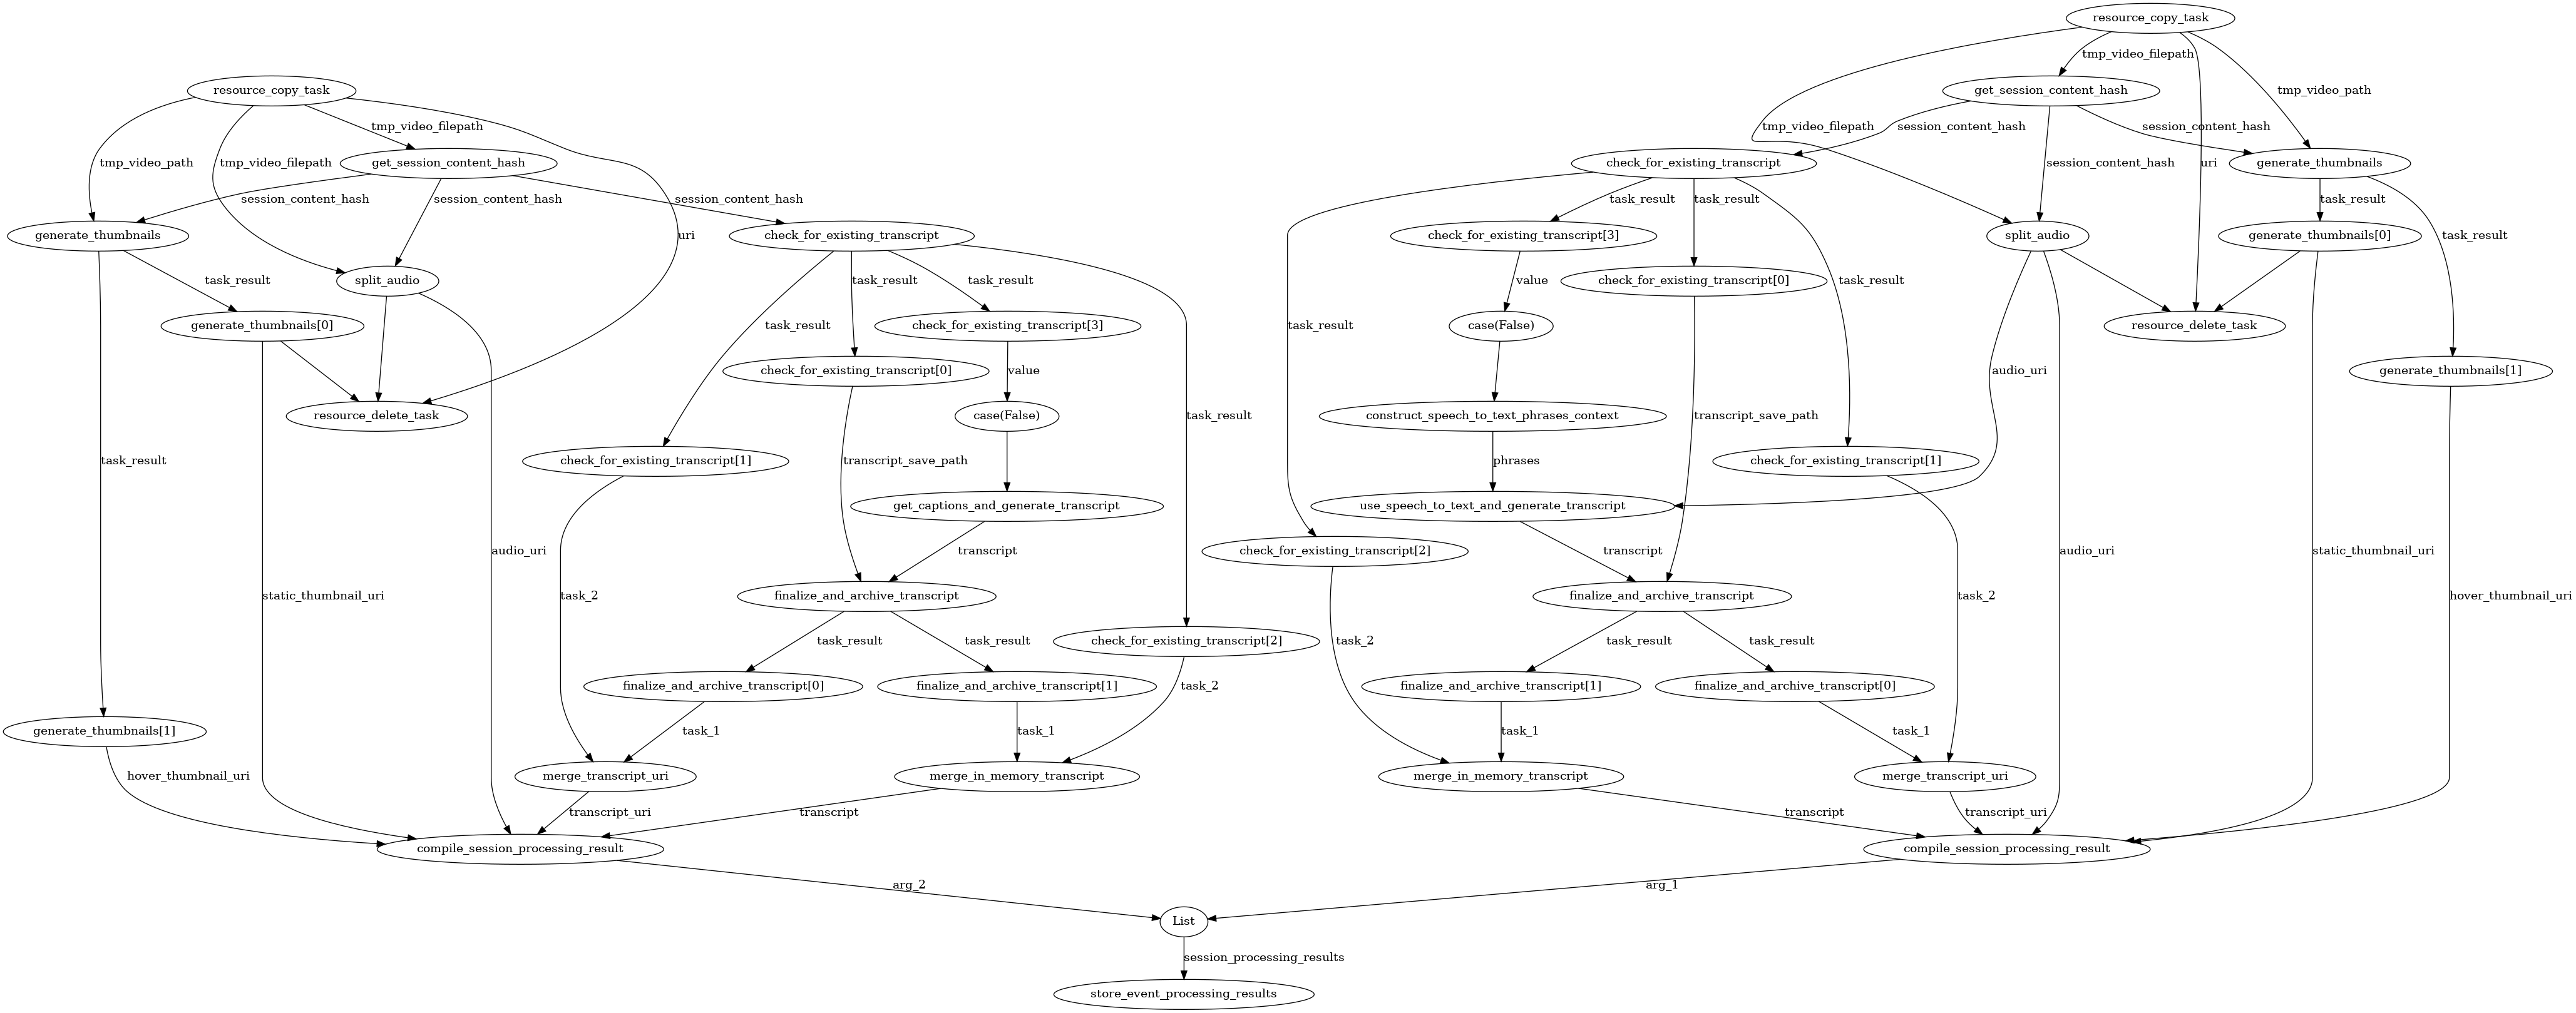 resource_copy_task
tmp_video_filepath
resource_copy_task
get_session_content_hash
tmp_video_path
tmp_video_filepath
tmp_video_filepath
session_content_hash
session_content_hash
tmp_video_path
tmp_video_filepath
get_session_content_hash
check_for_existing_transcript
session_content_hash
uri
generate_thumbnails
session_content_hash
session_content_hash
session_content_hash
task_result
task_result
task_result
generate_thumbnails
check_for_existing_transcript
uri
check_for_existing_transcript[3]
split_audio
generate_thumbnails[0]
task_result
task_result
split_audio
task_result
task_result
value
check_for_existing_transcript[0]
task_result
generate_thumbnails[0]
task_result
check_for_existing_transcript[3]
task_result
case(False)
resource_delete_task
check_for_existing_transcript[0]
value
audio_uri
generate_thumbnails[1]
resource_delete_task
case(False)
task_result
construct_speech_to_text_phrases_context
transcript_save_path
task_result
check_for_existing_transcript[1]
transcript_save_path
phrases
check_for_existing_transcript[1]
get_captions_and_generate_transcript
use_speech_to_text_and_generate_transcript
audio_uri
transcript
check_for_existing_transcript[2]
transcript
audio_uri
static_thumbnail_uri
static_thumbnail_uri
task_2
finalize_and_archive_transcript
finalize_and_archive_transcript
task_2
hover_thumbnail_uri
task_result
task_result
check_for_existing_transcript[2]
task_2
task_result
task_result
finalize_and_archive_transcript[0]
finalize_and_archive_transcript[1]
task_2
finalize_and_archive_transcript[1]
finalize_and_archive_transcript[0]
generate_thumbnails[1]
task_1
task_1
task_1
task_1
hover_thumbnail_uri
merge_transcript_uri
merge_in_memory_transcript
merge_in_memory_transcript
merge_transcript_uri
transcript_uri
transcript
transcript
transcript_uri
compile_session_processing_result
compile_session_processing_result
arg_2
arg_1
List
session_processing_results
store_event_processing_results